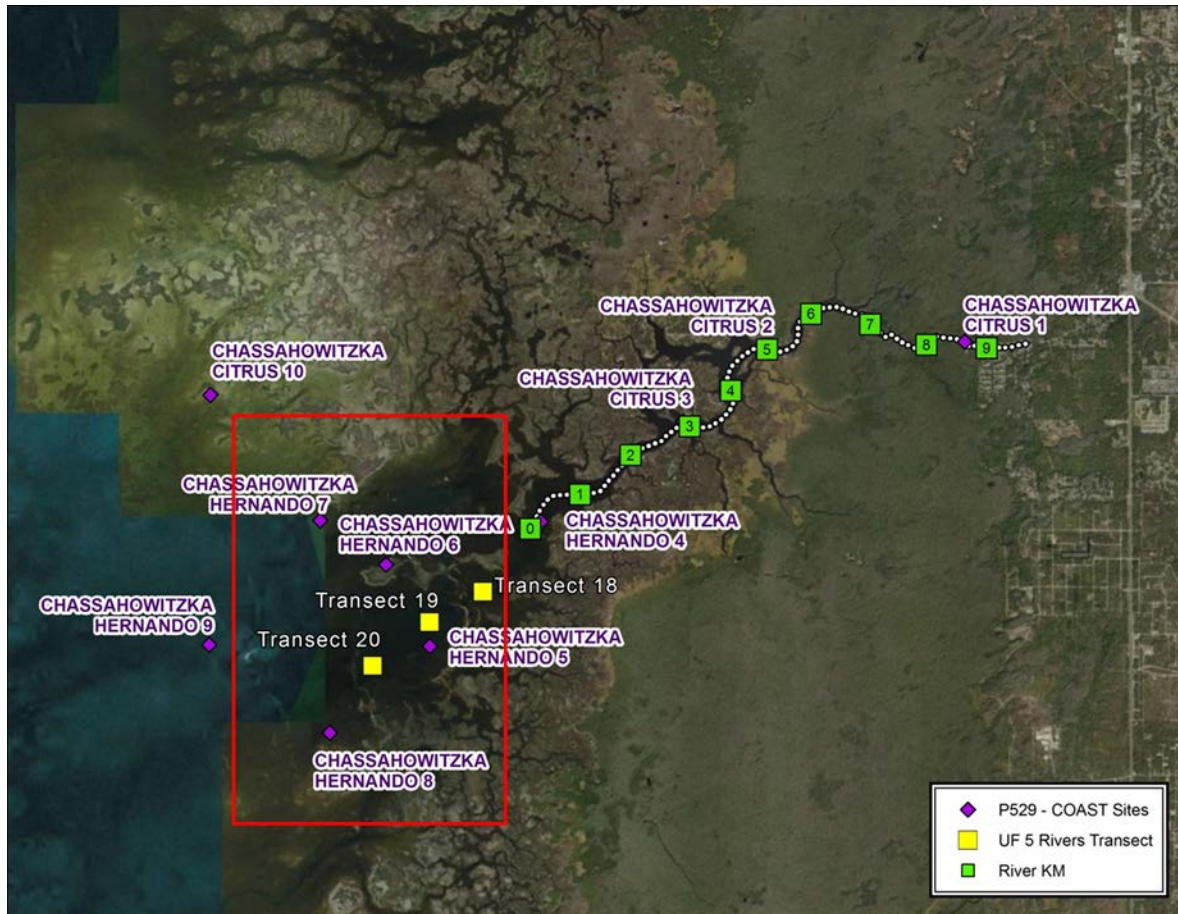 6
CHASSAHOWITZKA
CITRUS 2
CHASSAHOWITZKA
CITRUS 1
7
8
9
5
CHASSAHOWITZKA
CITRUS 10
CHASSAHOWITZKA
CITRUS 3
4
3
2
1
CHASSAHOWITZKA
HERNANDO 7
CHASSAHOWITZKA
HERNANDO 6
0
CHASSAHOWITZKA
HERNANDO 4
Transect 18
Transect 19
CHASSAHOWITZKA
HERNANDO 9
Transect 20
CHASSAHOWITZKA
HERNANDO 5
CHASSAHOWITZKA
HERNANDO 8
P529 - COAST Sites
UF 5 Rivers Transect
River KM